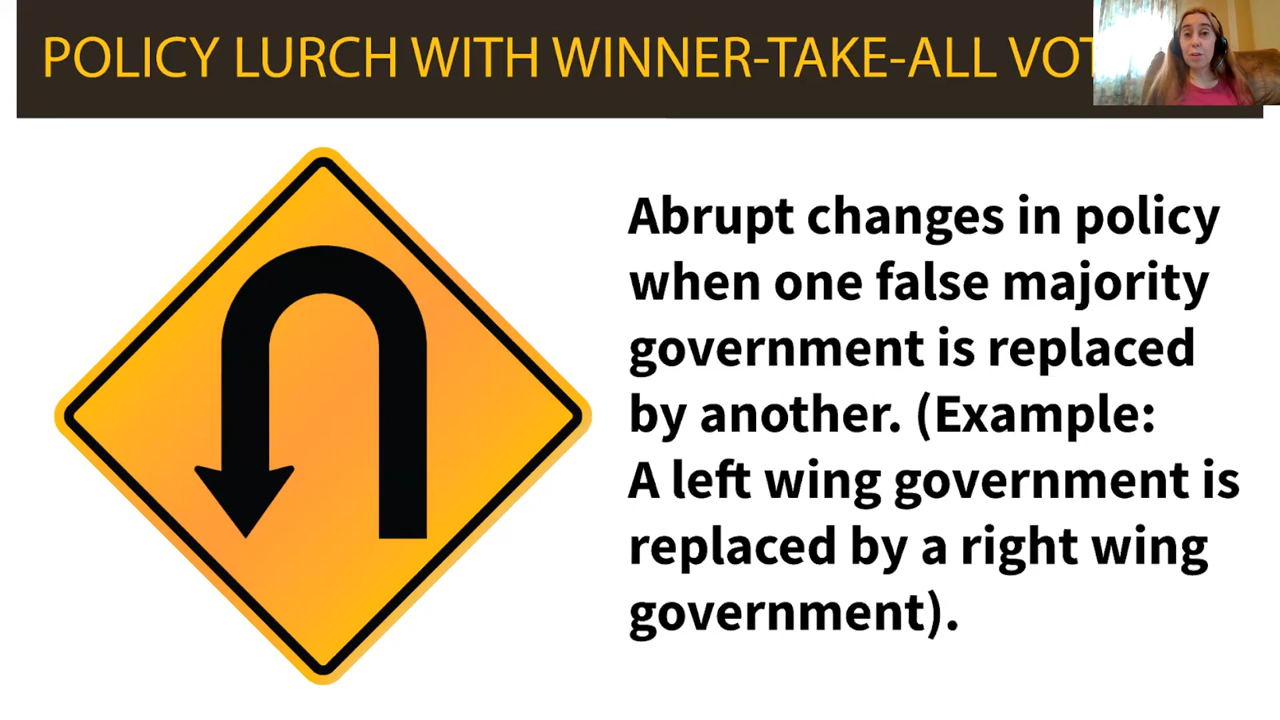 POLICY LURCH WITH WINNER-TAKE-ALL
Abrupt changes in policy
when one false majority
government is replaced
by another. (Example:
A left wing government is
replaced by a right wing
government).